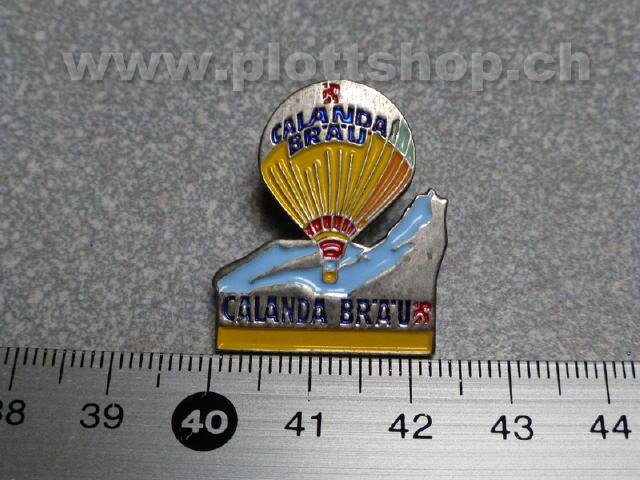 www.plottshop.ch
CALANDA
BRÄU
CALANDA BRÄU
38 39 40 41 42 43 44